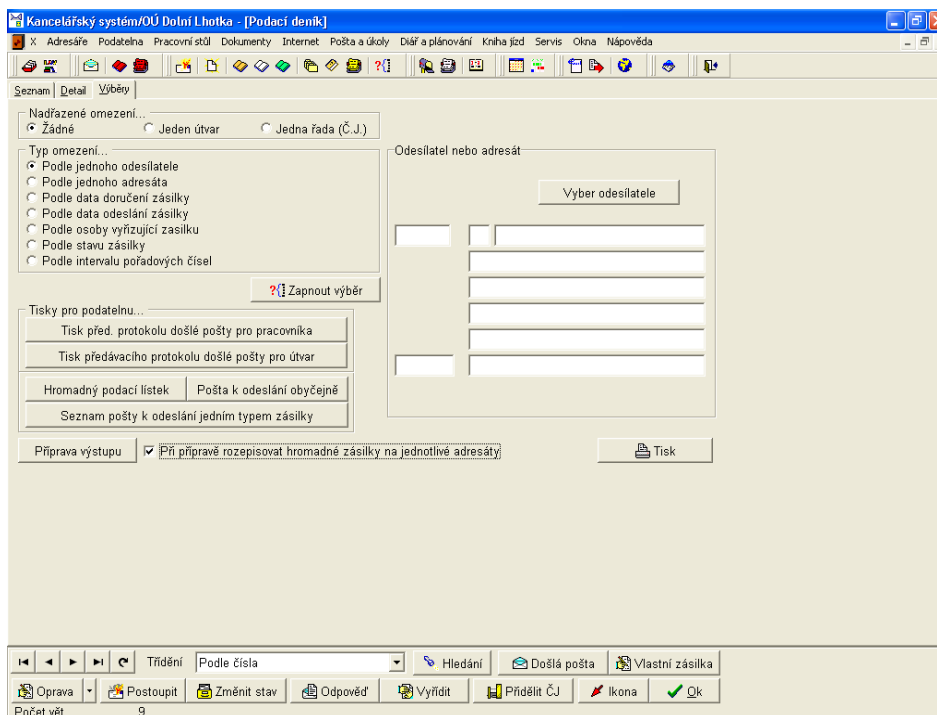 Kancelářský systém/OÚ Dolní Lhotka - [Podací deník]
X Adresáře Podatelna Pracovní stůl Dokumenty Internet Pošta a úkoly Diář a plánování Kniha jízd Servis Okna Nápověda
Seznam Detail Výběry
Nadřazené omezení...
Žádné Jeden útvar Jedna řada (Č.J.)
Typ omezení...
Podle jednoho odesílatele
Podle jednoho adresáta
Podle data doručení zásilky
Podle data odeslání zásilky
Podle osoby vyřizující zasilku
Podle stavu zásilky
Podle intervalu pořadových čísel
Odesílatel nebo adresát
Vyber odesílatele
Zapnout výběr
Tisky pro podatelnu...
Tisk před. protokolu došlé pošty pro pracovníka
Tisk předávacího protokolu došlé pošty pro útvar
Hromadný podací lístek Pošta k odeslání obyčejně
Seznam pošty k odeslání jedním typem zásilky
Příprava výstupu Při přípravě rozepisovat hromadné zásilky na jednotlivé adresáty Tisk
Třídění Podle čísla Hledání Došlá pošta Vlastní zásilka
Oprava Postoupit Změnit stav Odpověď Vyřídit Přidělit ČJ Ikona Ok
Počet vět 9